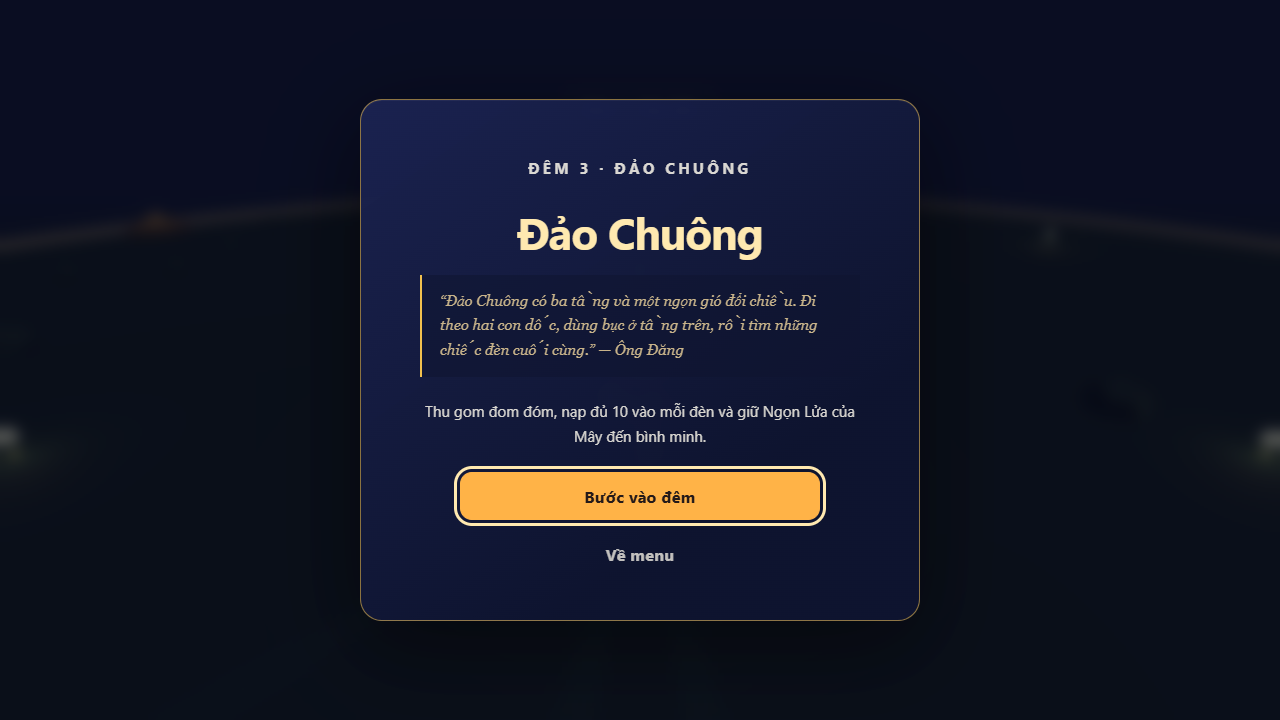 ĐÊM 3 · ĐẢO CHUÔNG
Đảo Chuông
“Đảo Chuông có ba tầng và một ngọn gió đổi chiều. Đi
theo hai con dốc, dùng bục ở tầng trên, rồi tìm những
chiếc đèn cuối cùng.” — Ông Đăng
Thu gom đom đóm, nạp đủ 10 vào mỗi đèn và giữ Ngọn Lửa của
Mây đến bình minh.
Bước vào đêm
Về menu